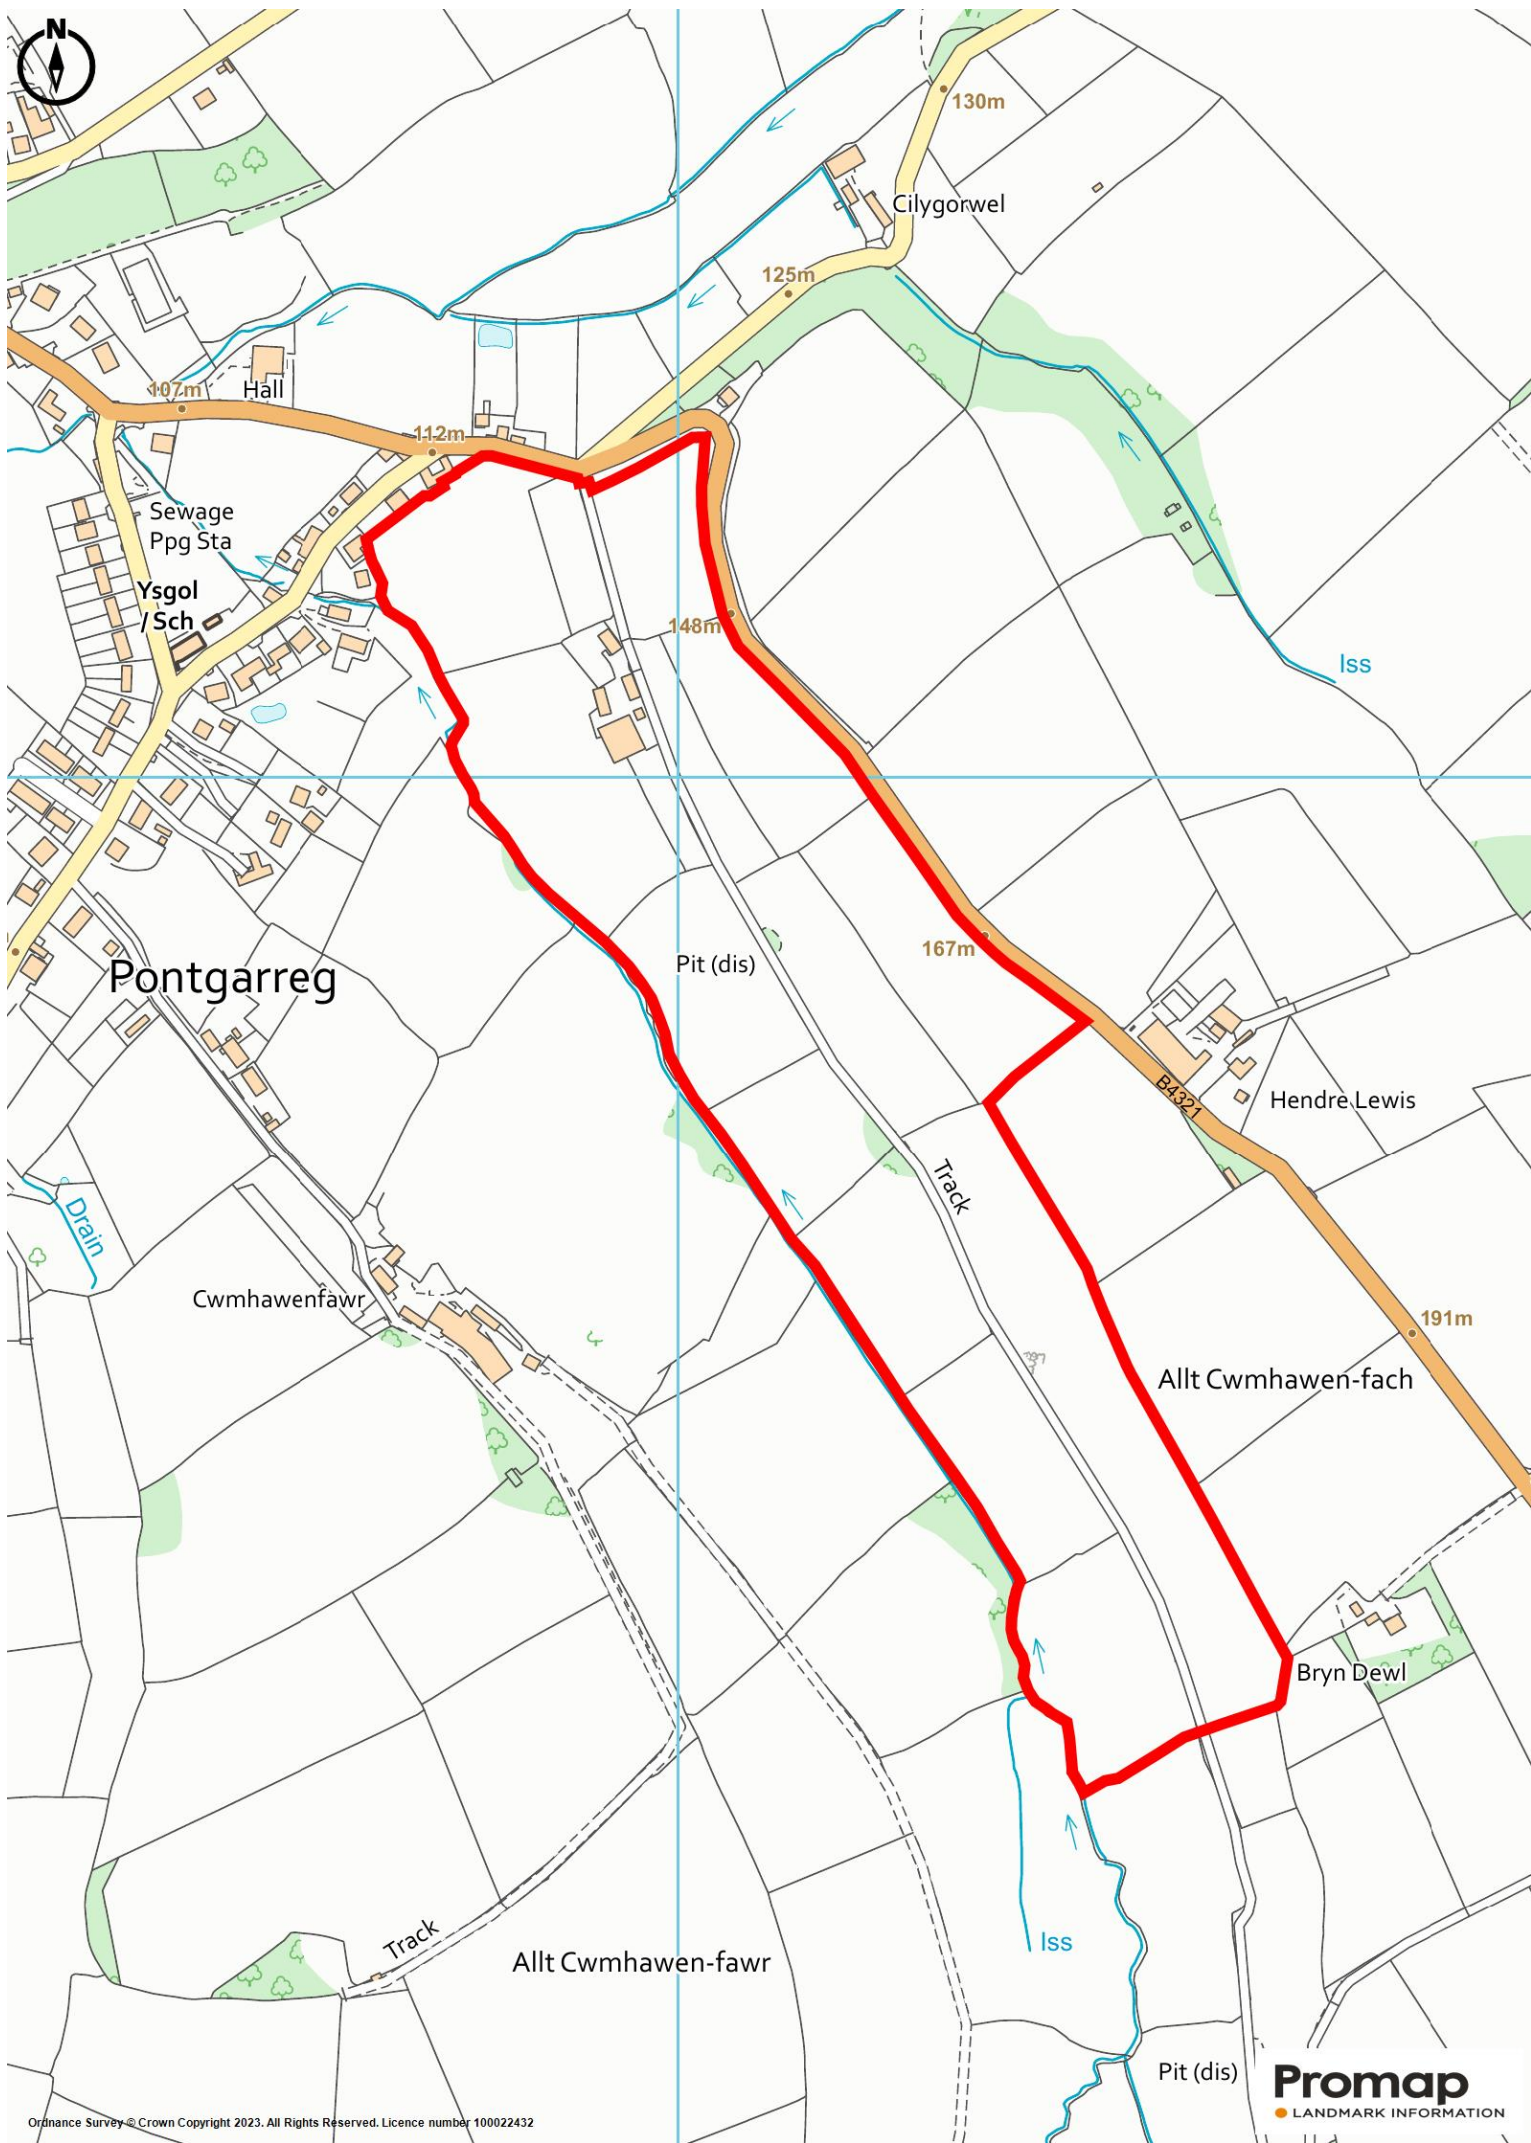 N
130m
Cilygorwel
125m
107m
Hall
112m
Sewage
Ppg Sta
Ysgol
/ Sch
148m
Iss
Pit (dis)
167m
Pontgarreg
B4321
Hendre Lewis
Track
Drain
Cwmhawenfawr
191m
Allt Cwmhawen-fach
Bryn Dewl
Track
Iss
Allt Cwmhawen-fawr
Pit (dis)
Promap
LANDMARK INFORMATION
Ordnance Survey © Crown Copyright 2023. All Rights Reserved. Licence number 100022432